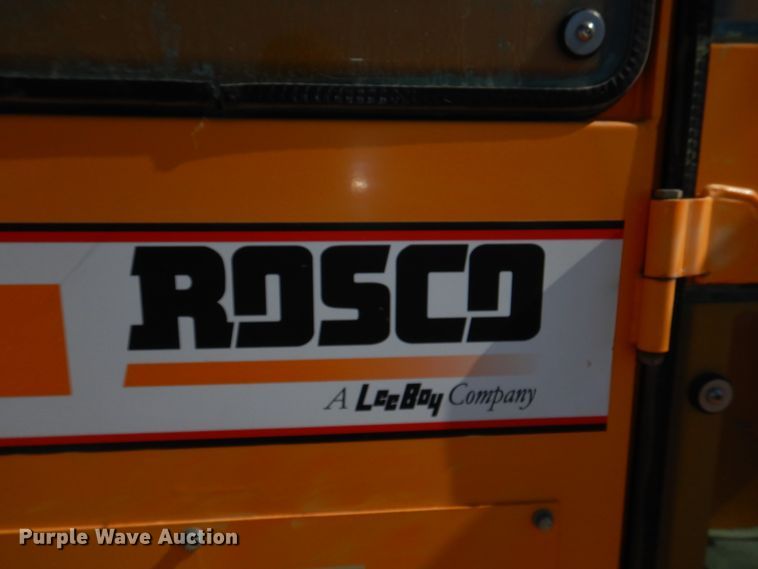 ROSCO
A LeeBoy Company
Purple Wave Auction